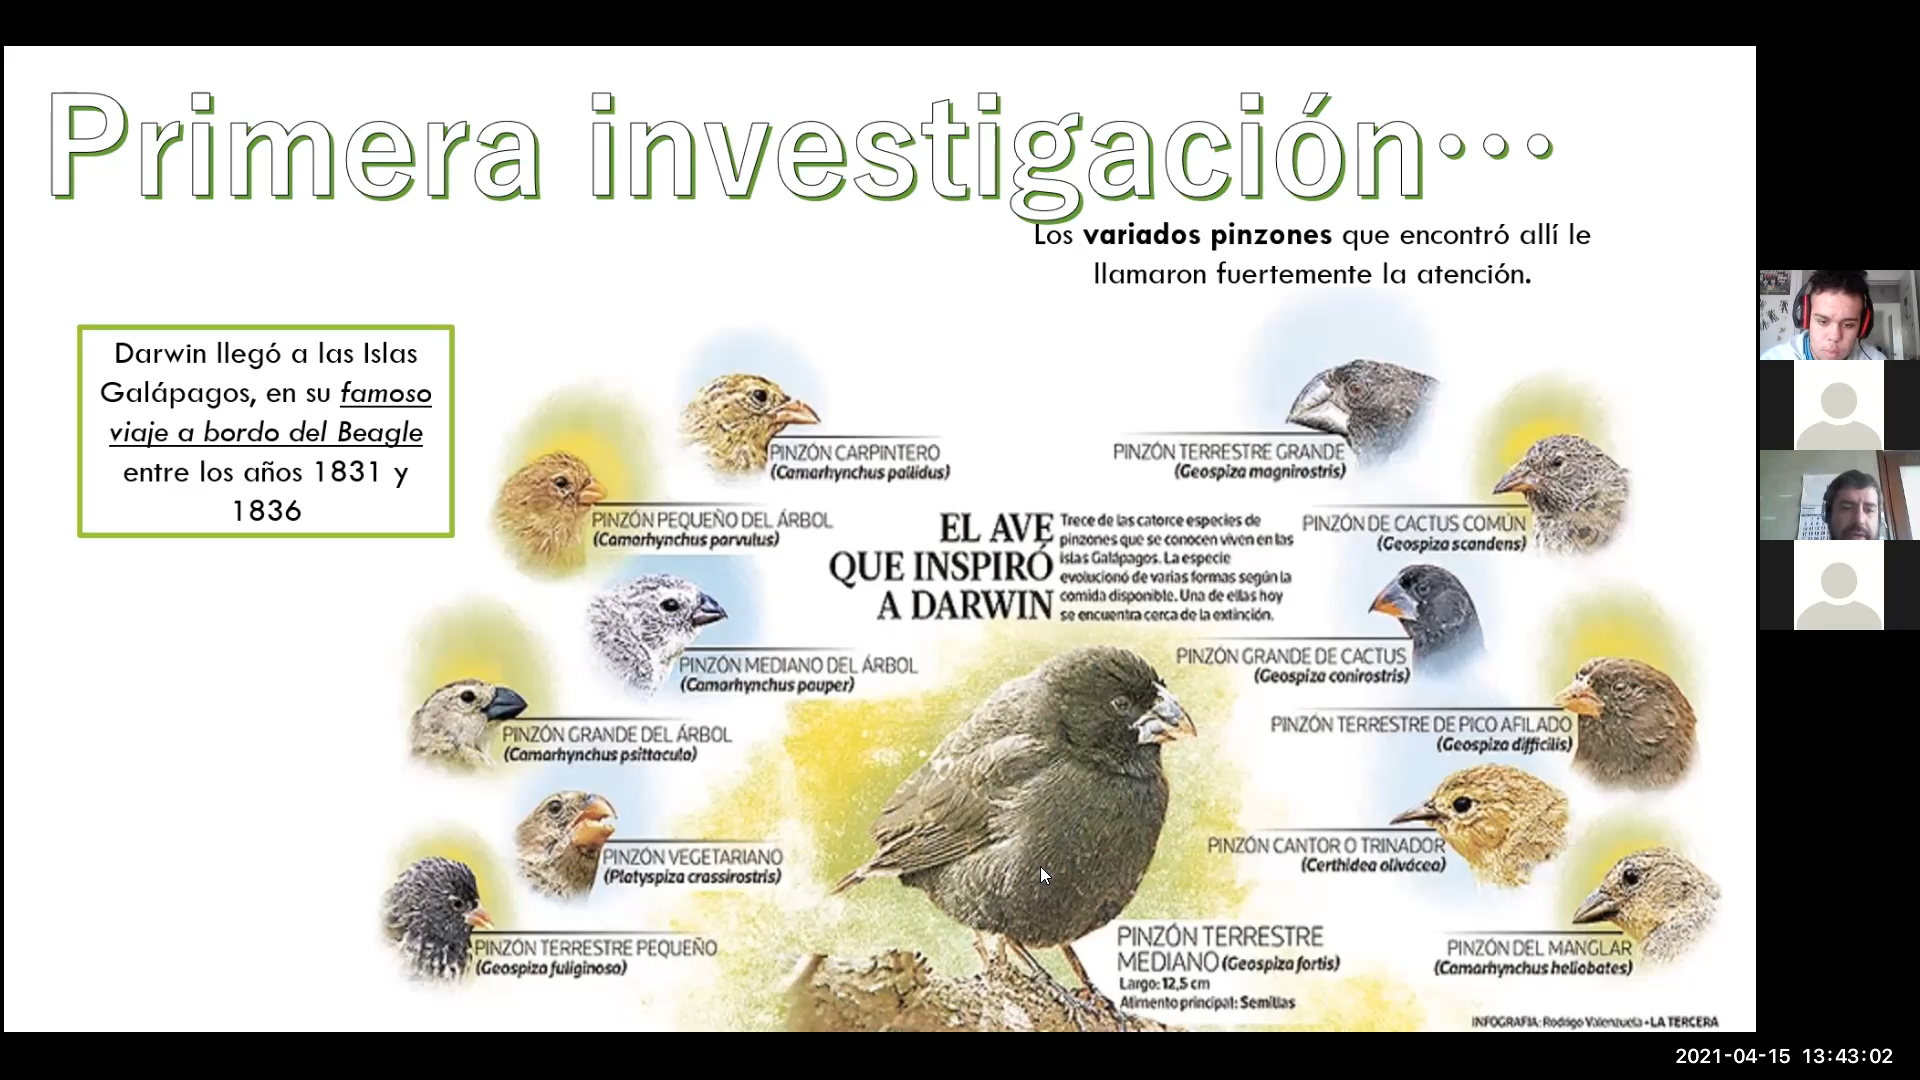 Primera investigación...
Los variados pinzones que encontró allí le
llamaron fuertemente la atención.
Darwin llegó a las Islas
Galápagos, en su famoso
viaje a bordo del Beagle
entre los años 1831 y
1836
PINZÓN CARPINTERO
(Camarhynchus pallidus)
PINZÓN TERRESTRE GRANDE
(Geospiza magnirostris)
PINZÓN PEQUEÑO DEL ÁRBOL
(Camarhynchus parvulus)
EL AVE
QUE INSPIRÓ
A DARWIN
Trece de las catorce especies de
pinzones que se conocen viven en las
islas Galápagos. La especie
evolucionó de varias formas según la
comida disponible. Una de ellas hoy
se encuentra cerca de la extinción.
PINZÓN DE CACTUS COMÚN
(Geospiza scandens)
PINZÓN MEDIANO DEL ÁRBOL
(Camarhynchus pauper)
PINZÓN GRANDE DE CACTUS
(Geospiza conirostris)
PINZÓN GRANDE DEL ÁRBOL
(Camarhynchus psittacula)
PINZÓN TERRESTRE DE PICO AFILADO
(Geospiza difficilis)
PINZÓN VEGETARIANO
(Platyspiza crassirostris)
PINZÓN CANTOR O TRINADOR
(Certhidea olivácea)
PINZÓN TERRESTRE PEQUEÑO
(Geospiza fuliginosa)
PINZÓN TERRESTRE
MEDIANO (Geospiza fortis)
Largo: 12,5 cm
Alimento principal: Semillas
PINZÓN DEL MANGLAR
(Camarhynchus heliobates)
INFOGRAFIA: Rodrigo Valenzuela • LA TERCERA
2021-04-15 13:43:02